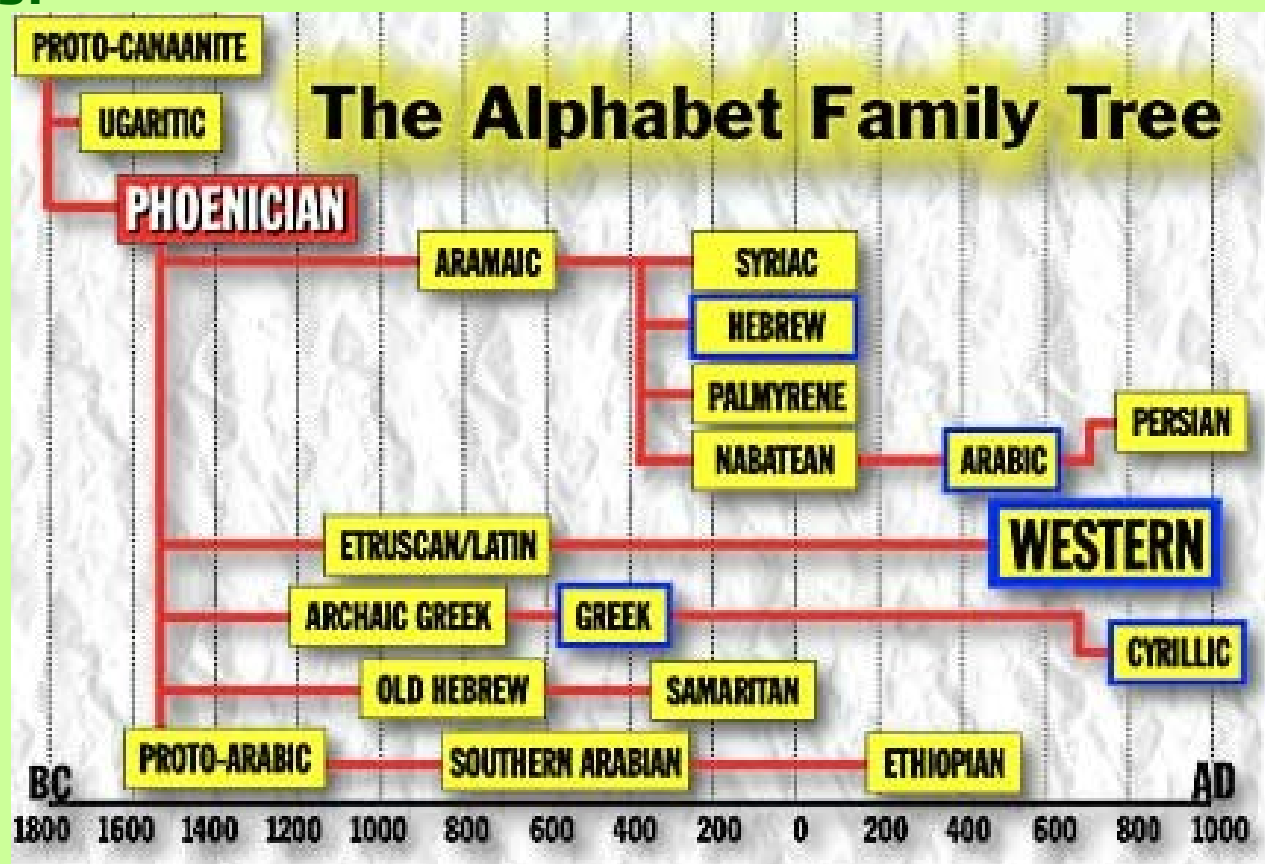 PROTO-CANAANITE
The Alphabet Family Tree
UGARITIC
PHOENICIAN
ARAMAIC
SYRIAC
HEBREW
PALMYRENE
PERSIAN
NABATEAN
ARABIC
ETRUSCAN/LATIN
WESTERN
ARCHAIC GREEK
GREEK
CYRILLIC
OLD HEBREW
SAMARITAN
PROTO-ARABIC
SOUTHERN ARABIAN
ETHIOPIAN
BC
AD
1800 1600 1400 1200 1000 800 600 400 200 0 200 400 600 800 1000